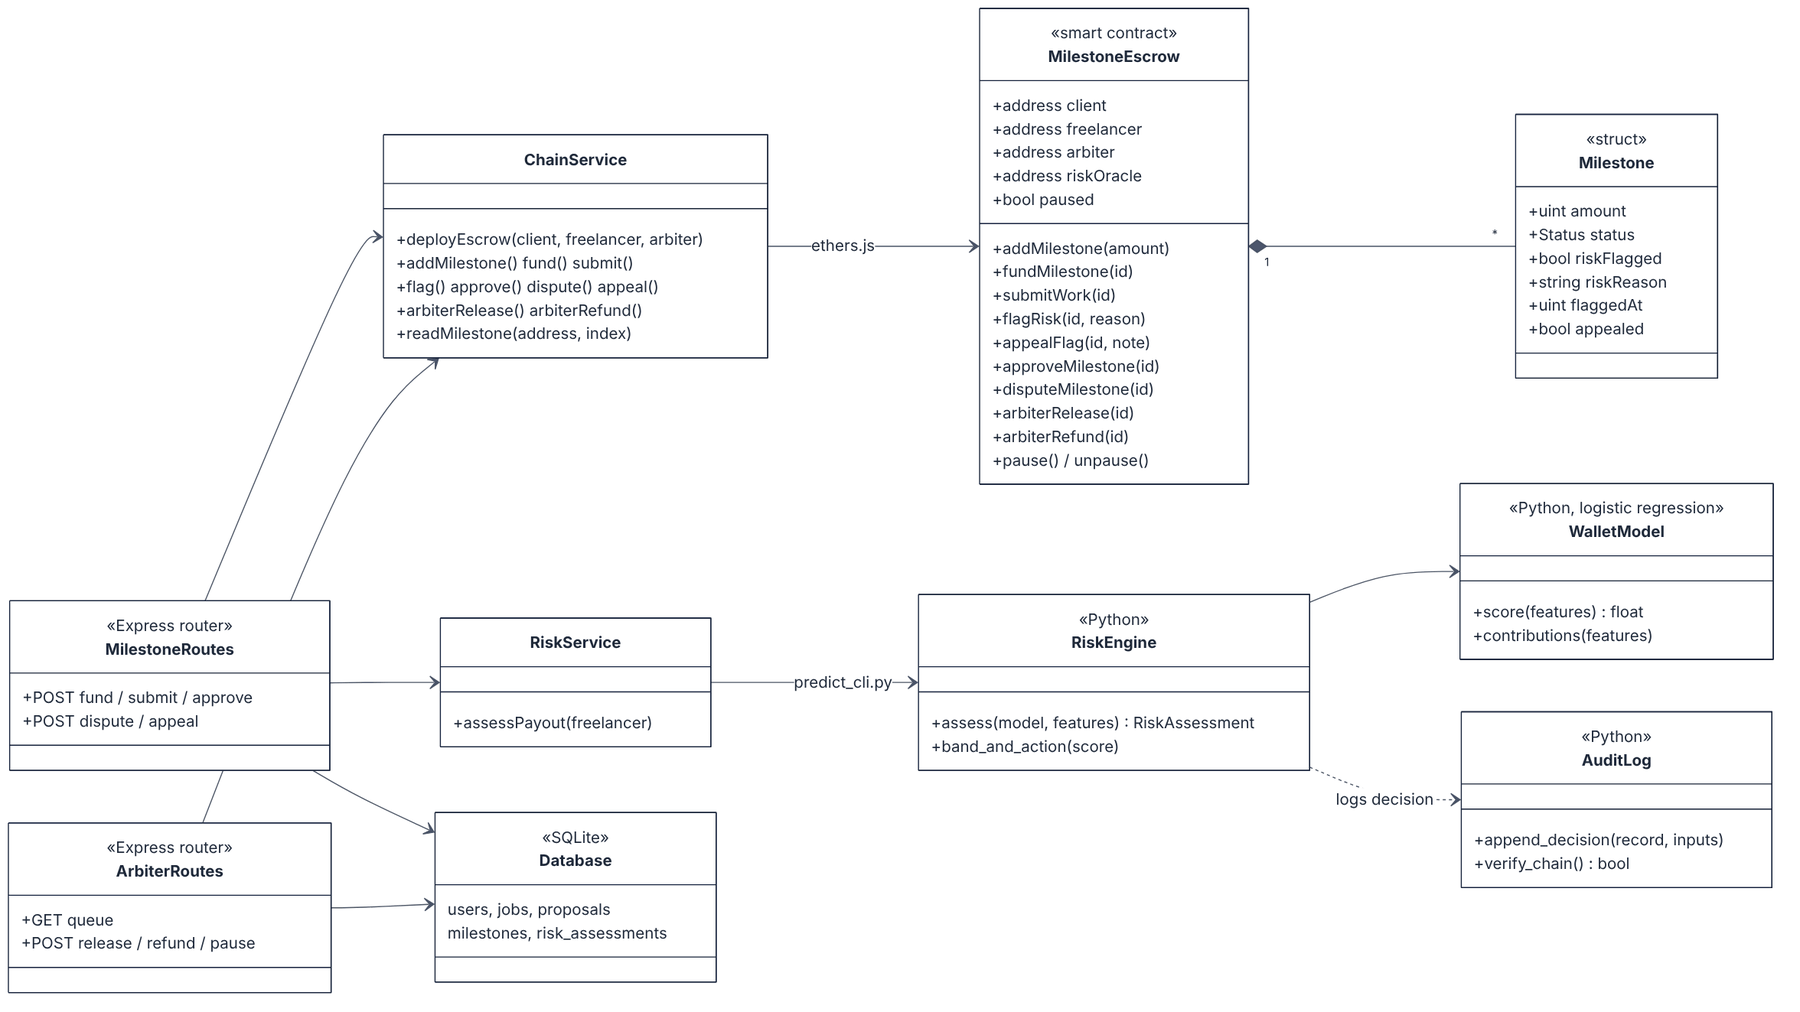 «smart contract»
MilestoneEscrow
+address client
+address freelancer
+address arbiter
+address riskOracle
+bool paused
+addMilestone(amount)
+fundMilestone(id)
+submitWork(id)
+flagRisk(id, reason)
+appealFlag(id, note)
+approveMilestone(id)
+disputeMilestone(id)
+arbiterRelease(id)
+arbiterRefund(id)
+pause() / unpause()
ChainService
+deployEscrow(client, freelancer, arbiter)
+addMilestone() fund() submit()
+flag() approve() dispute() appeal()
+arbiterRelease() arbiterRefund()
+readMilestone(address, index)
ethers.js
1
*
«struct»
Milestone
+uint amount
+Status status
+bool riskFlagged
+string riskReason
+uint flaggedAt
+bool appealed
«Python, logistic regression»
WalletModel
+score(features) : float
+contributions(features)
«Express router»
MilestoneRoutes
+POST fund / submit / approve
+POST dispute / appeal
RiskService
+assessPayout(freelancer)
predict_cli.py
«Python»
RiskEngine
+assess(model, features) : RiskAssessment
+band_and_action(score)
logs decision
«Python»
AuditLog
+append_decision(record, inputs)
+verify_chain() : bool
«Express router»
ArbiterRoutes
+GET queue
+POST release / refund / pause
«SQLite»
Database
users, jobs, proposals
milestones, risk_assessments